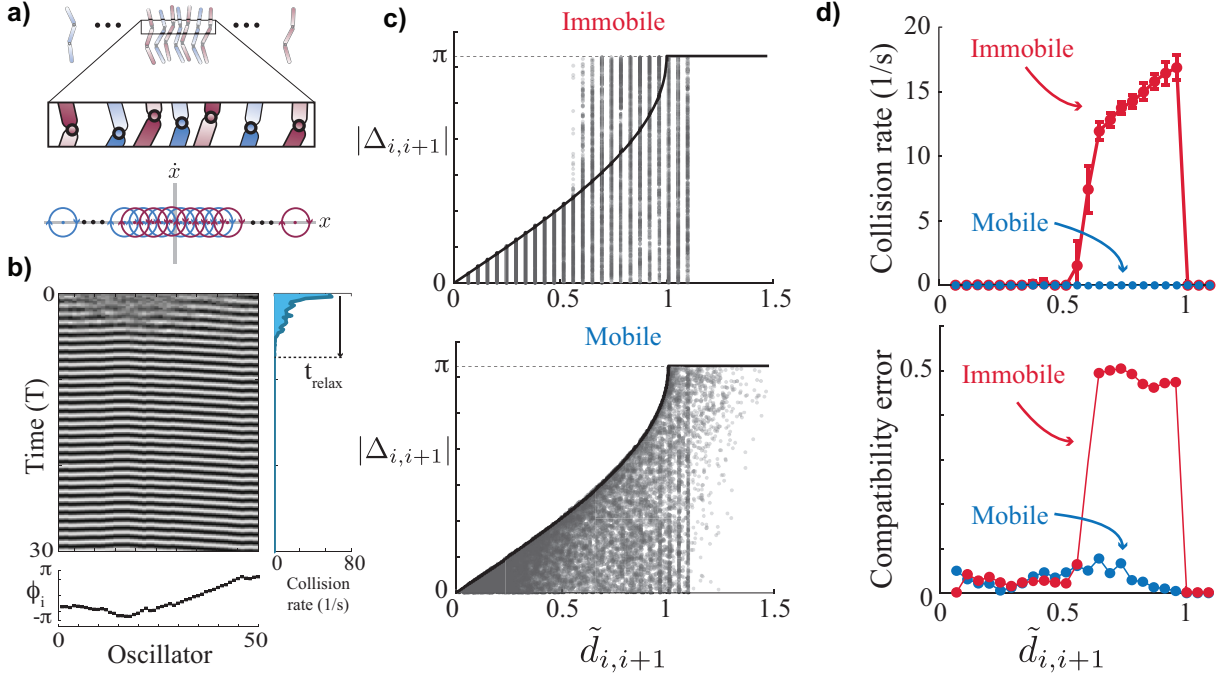 a)
ẋ
x
b)
0
Time (T)
30
t_relax
0 80
Collision
rate (1/s)
ϕ_i
π
-π
0 50
Oscillator
c)
Immobile
π
|Δ_{i,i+1}|
0
0 0.5 1 1.5
Mobile
π
|Δ_{i,i+1}|
0
0 0.5 1 1.5
d̃_{i,i+1}
d)
Collision rate (1/s)
20
15
10
5
0
Immobile
Mobile
0 0.5 1
Compatibility error
0.5
0
Immobile
Mobile
0 0.5 1
d̃_{i,i+1}